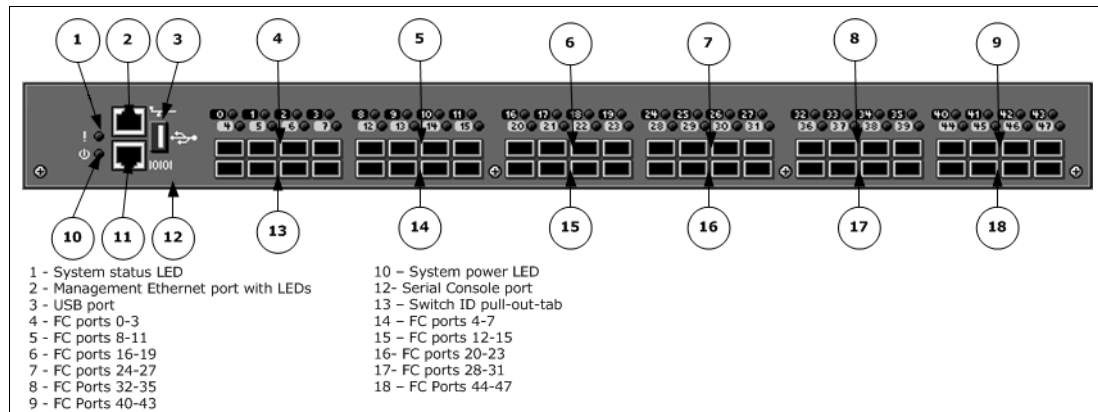 1 2 3 4 5 6 7 8 9
0 1 2 3 8 9 10 11 16 17 18 19 24 25 26 27 32 33 34 35 40 41 42 43
! 4 5 6 7 12 13 14 15 20 21 22 23 28 29 30 31 36 37 38 39 44 45 46 47
IOIOI
10 11 12 13 14 15 16 17 18
1 - System status LED
2 - Management Ethernet port with LEDs
3 - USB port
4 - FC ports 0-3
5 - FC ports 8-11
6 - FC ports 16-19
7 - FC ports 24-27
8 - FC Ports 32-35
9 - FC Ports 40-43
10 – System power LED
12- Serial Console port
13 – Switch ID pull-out-tab
14 – FC ports 4-7
15 – FC ports 12-15
16- FC ports 20-23
17- FC ports 28-31
18 – FC Ports 44-47